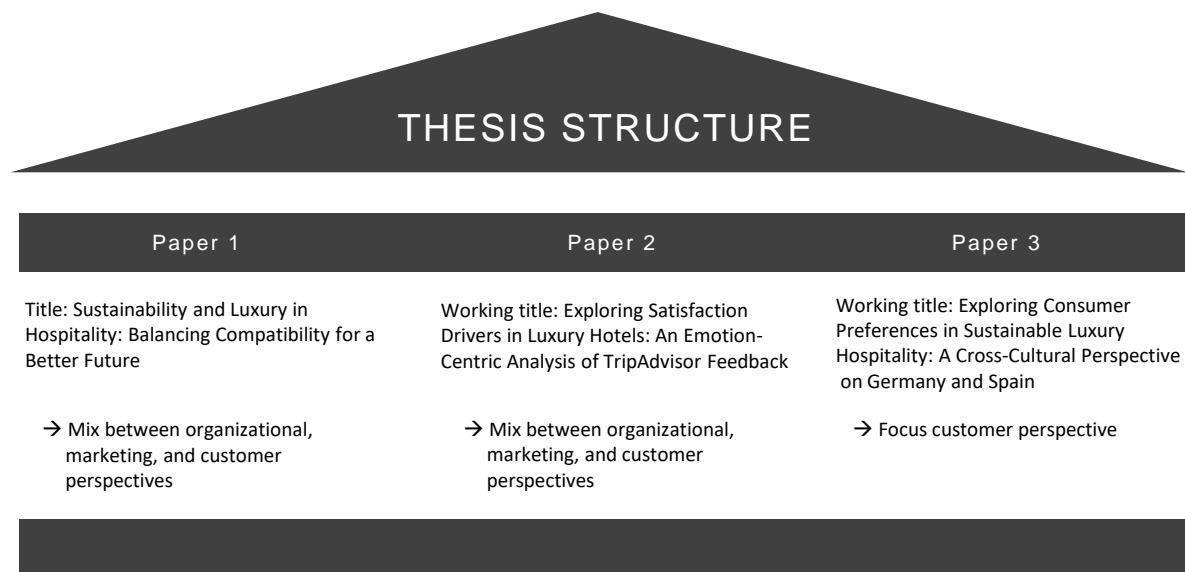 THESIS STRUCTURE
Paper 1
Paper 2
Paper 3
Title: Sustainability and Luxury in
Hospitality: Balancing Compatibility for a
Better Future
→ Mix between organizational,
marketing, and customer
perspectives
Working title: Exploring Satisfaction
Drivers in Luxury Hotels: An Emotion-
Centric Analysis of TripAdvisor Feedback
→ Mix between organizational,
marketing, and customer
perspectives
Working title: Exploring Consumer
Preferences in Sustainable Luxury
Hospitality: A Cross-Cultural Perspective
on Germany and Spain
→ Focus customer perspective